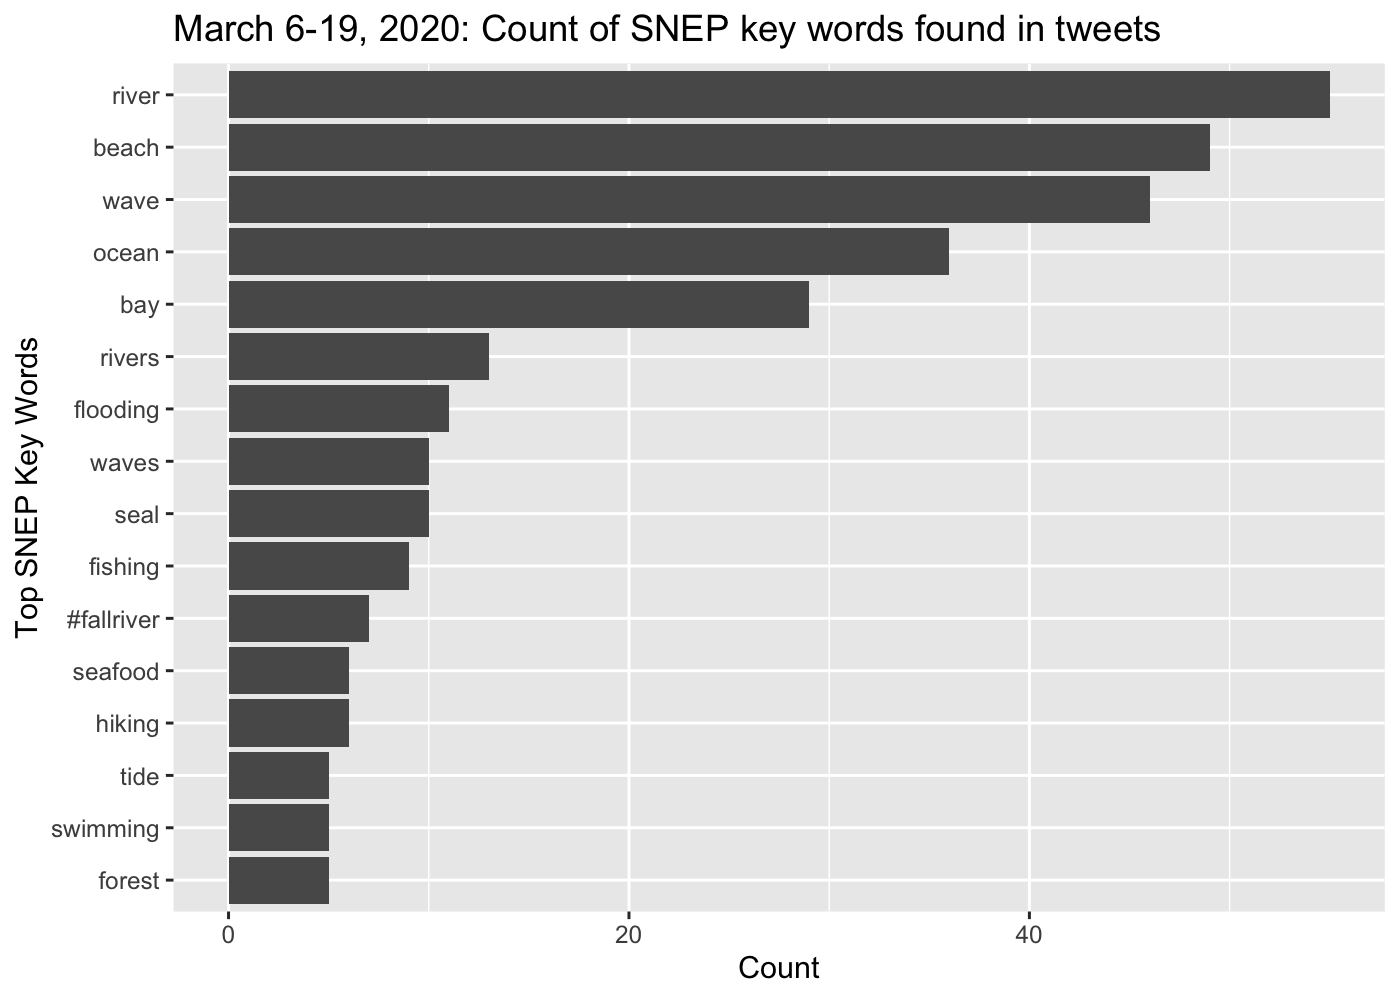 March 6-19, 2020: Count of SNEP key words found in tweets
Top SNEP Key Words
river
beach
wave
ocean
bay
rivers
flooding
waves
seal
fishing
#fallriver
seafood
hiking
tide
swimming
forest
0 20 40
Count